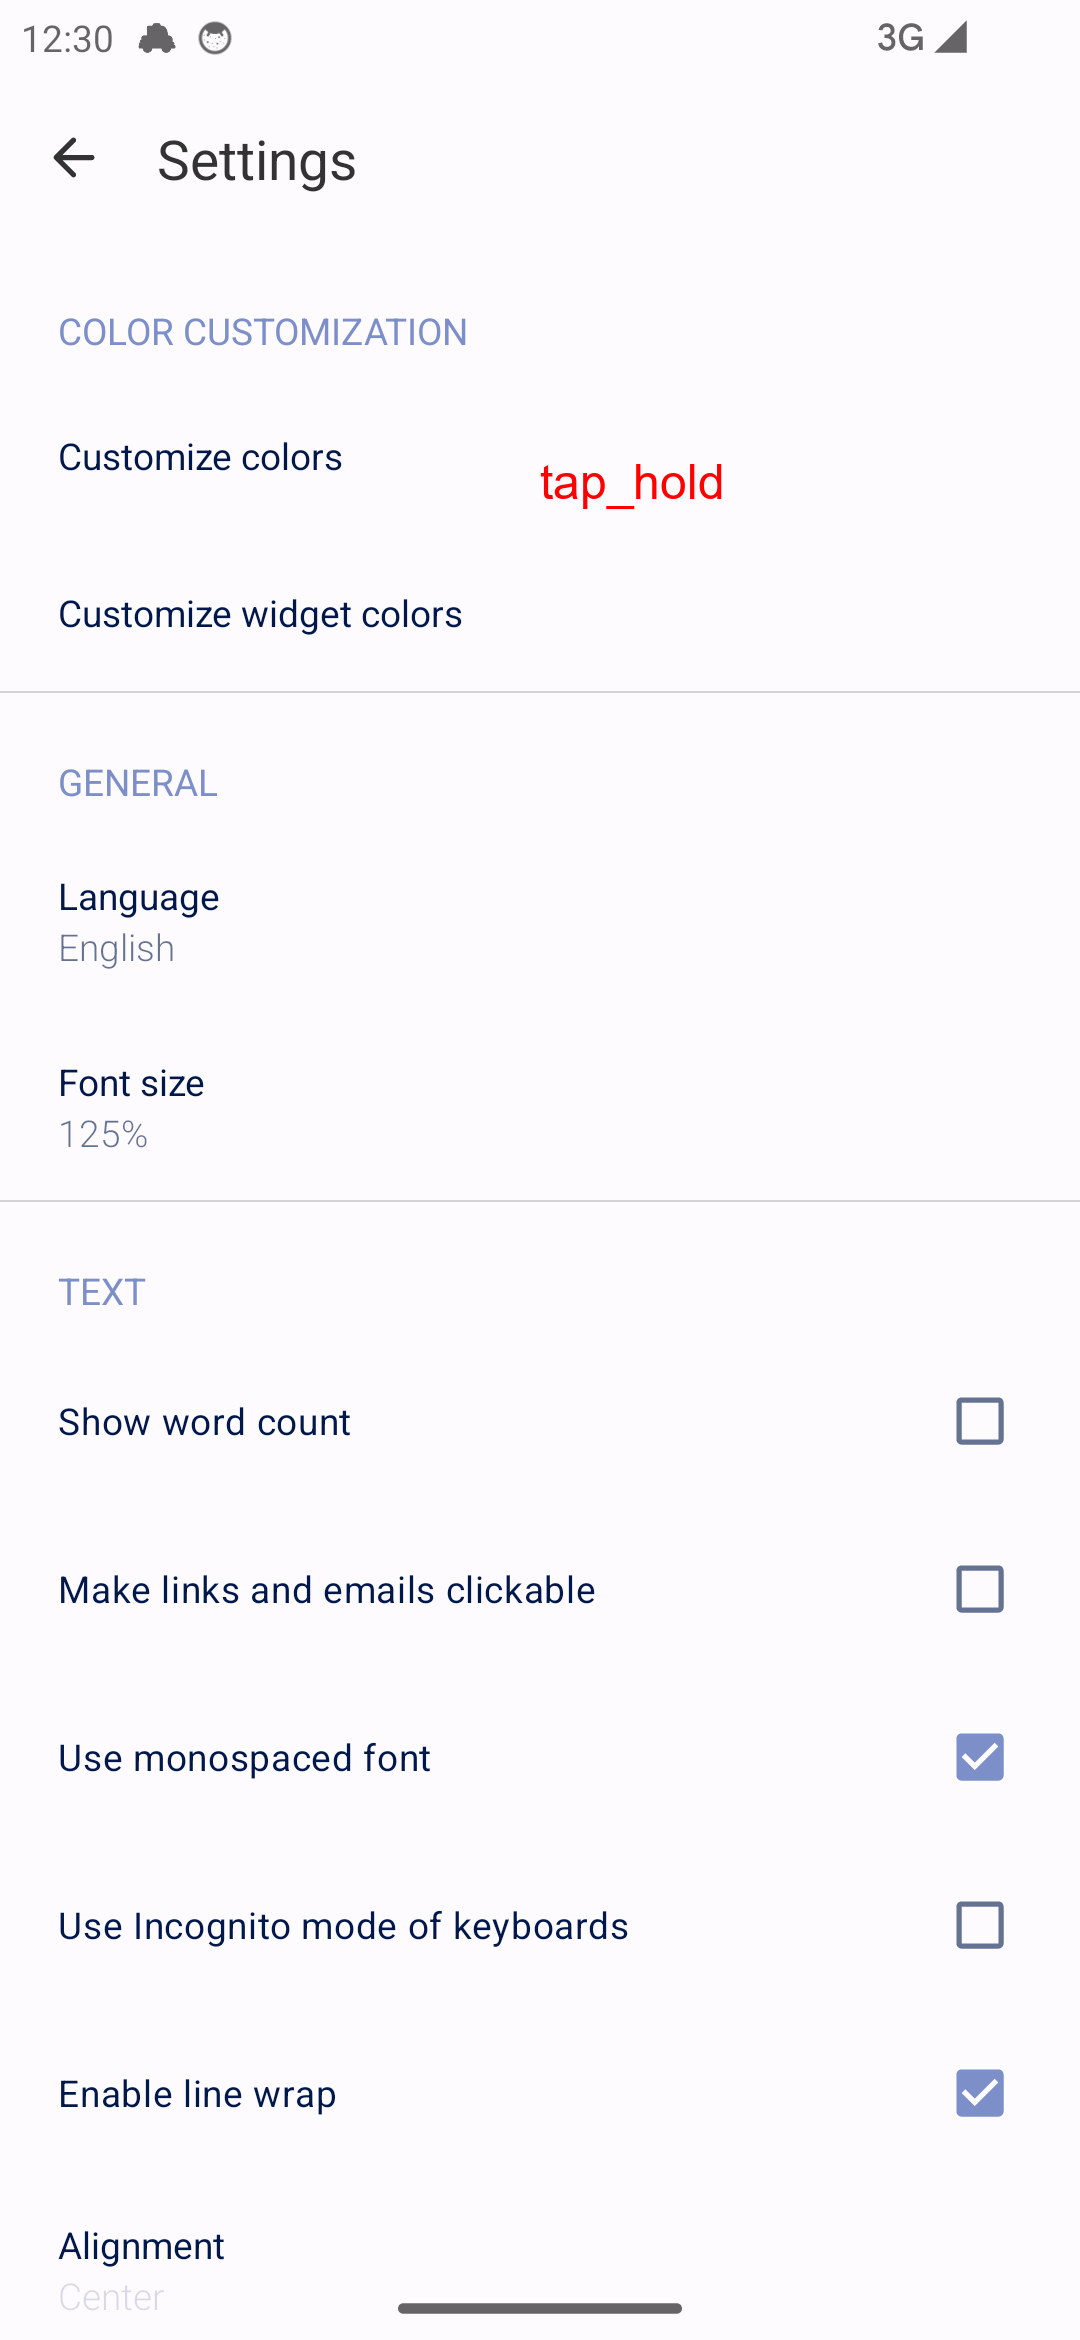 12:30
3G
Settings
COLOR CUSTOMIZATION
Customize colors
tap_hold
Customize widget colors
GENERAL
Language
English
Font size
125%
TEXT
Show word count
Make links and emails clickable
Use monospaced font
Use Incognito mode of keyboards
Enable line wrap
Alignment
Center